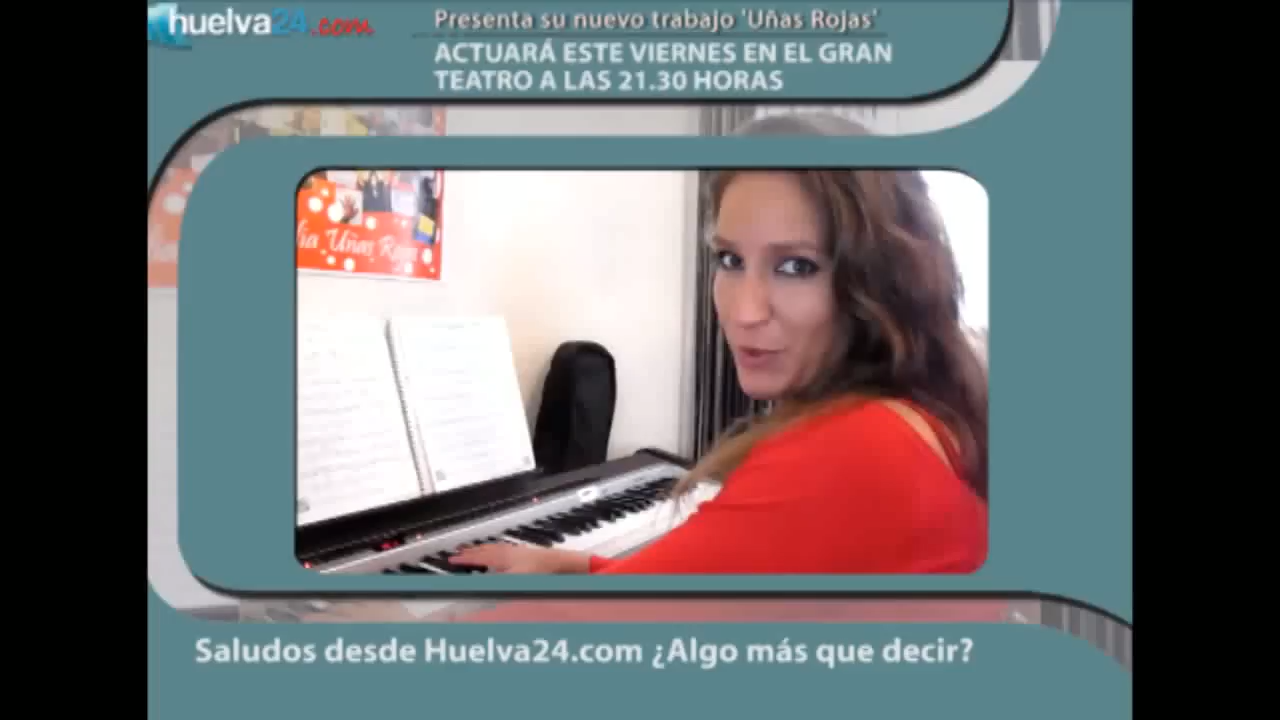 huelva24.com
Presenta su nuevo trabajo 'Uñas Rojas'
ACTUARÁ ESTE VIERNES EN EL GRAN
TEATRO A LAS 21.30 HORAS
Uñas Rojas
Saludos desde Huelva24.com ¿Algo más que decir?